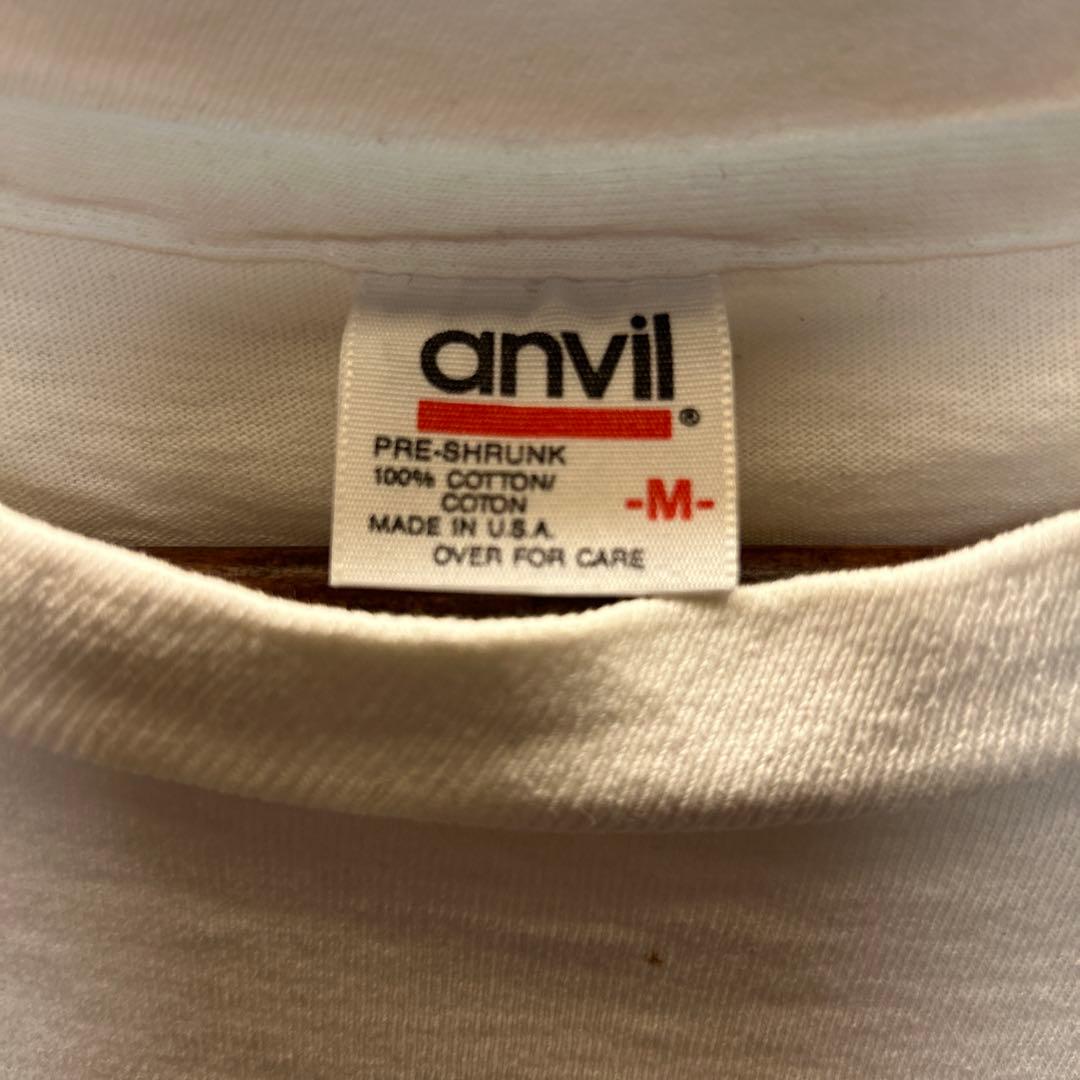 anvil®
PRE-SHRUNK
100% COTTON/
COTON
-M-
MADE IN U.S.A.
OVER FOR CARE